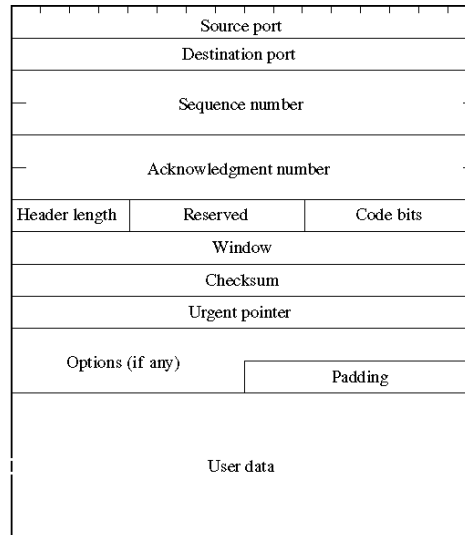 Source port
Destination port
Sequence number
Acknowledgment number
Header length Reserved Code bits
Window
Checksum
Urgent pointer
Options (if any)
Padding
User data